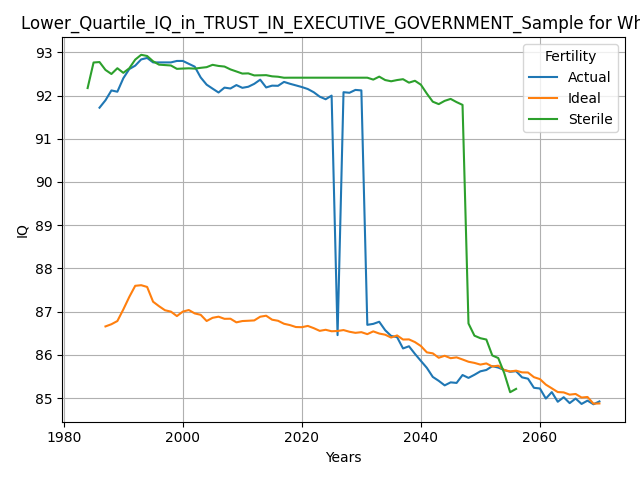 Lower_Quartile_IQ_in_TRUST_IN_EXECUTIVE_GOVERNMENT_Sample for Wh
Fertility
Actual
Ideal
Sterile
93
92
91
90
89
88
87
86
85
IQ
1980
2000
2020
2040
2060
Years